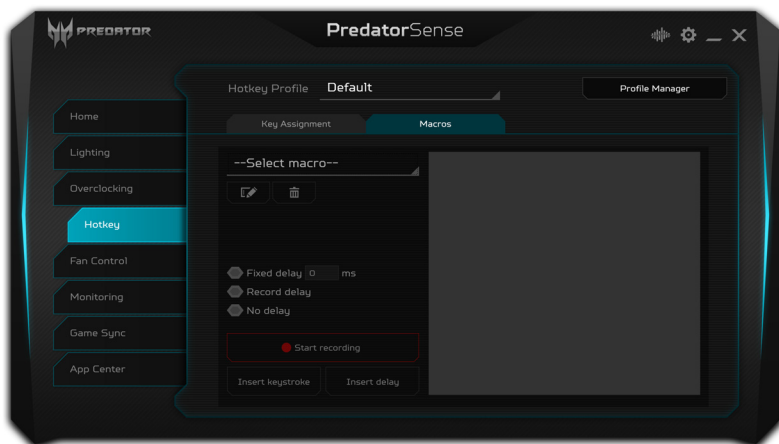 PREDATOR
PredatorSense
Hotkey Profile Default
Profile Manager
Key Assignment Macros
Home
Lighting
Overclocking
Hotkey
Fan Control
Monitoring
Game Sync
App Center
--Select macro--
Fixed delay 0 ms
Record delay
No delay
Start recording
Insert keystroke Insert delay